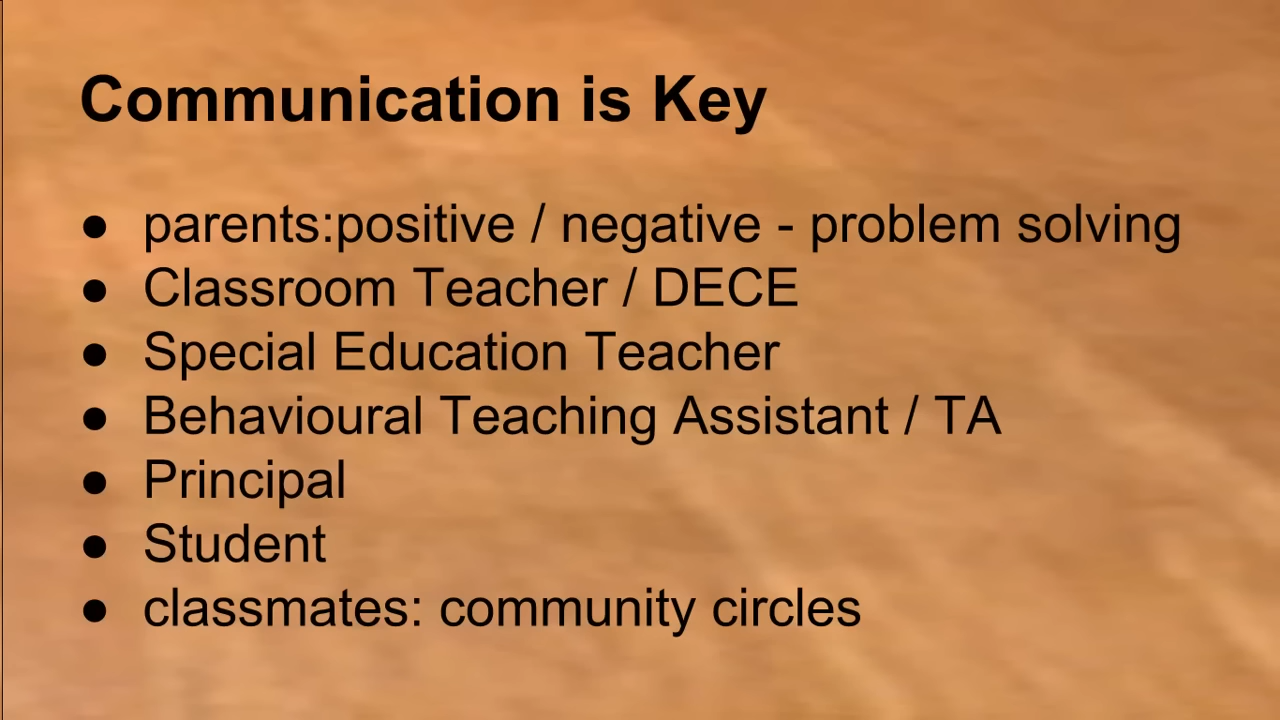 Communication is Key
● parents:positive / negative - problem solving
● Classroom Teacher / DECE
● Special Education Teacher
● Behavioural Teaching Assistant / TA
● Principal
● Student
● classmates: community circles